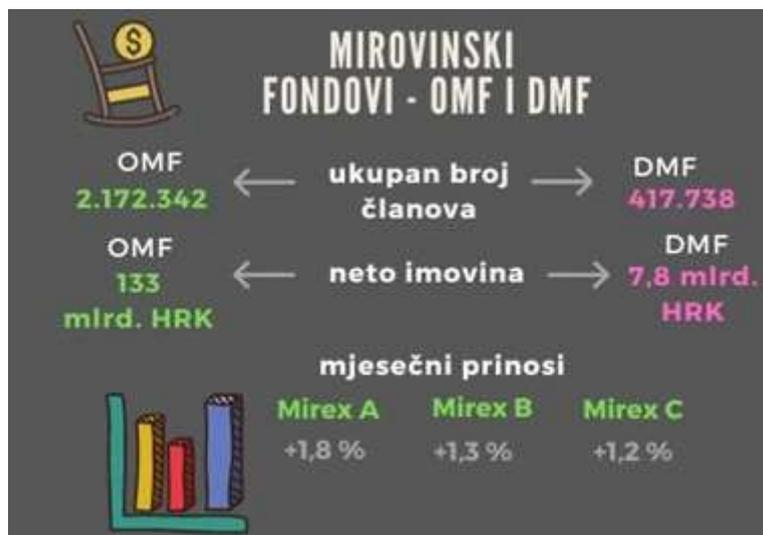 $
MIROVINSKI
FONDOVI - OMF I DMF
OMF
2.172.342
ukupan broj
članova
DMF
417.738
OMF
133
mlrd. HRK
neto imovina
DMF
7,8 mlrd.
HRK
mjesečni prinosi
Mirex A
Mirex B
Mirex C
+1,8 %
+1,3 %
+1,2 %